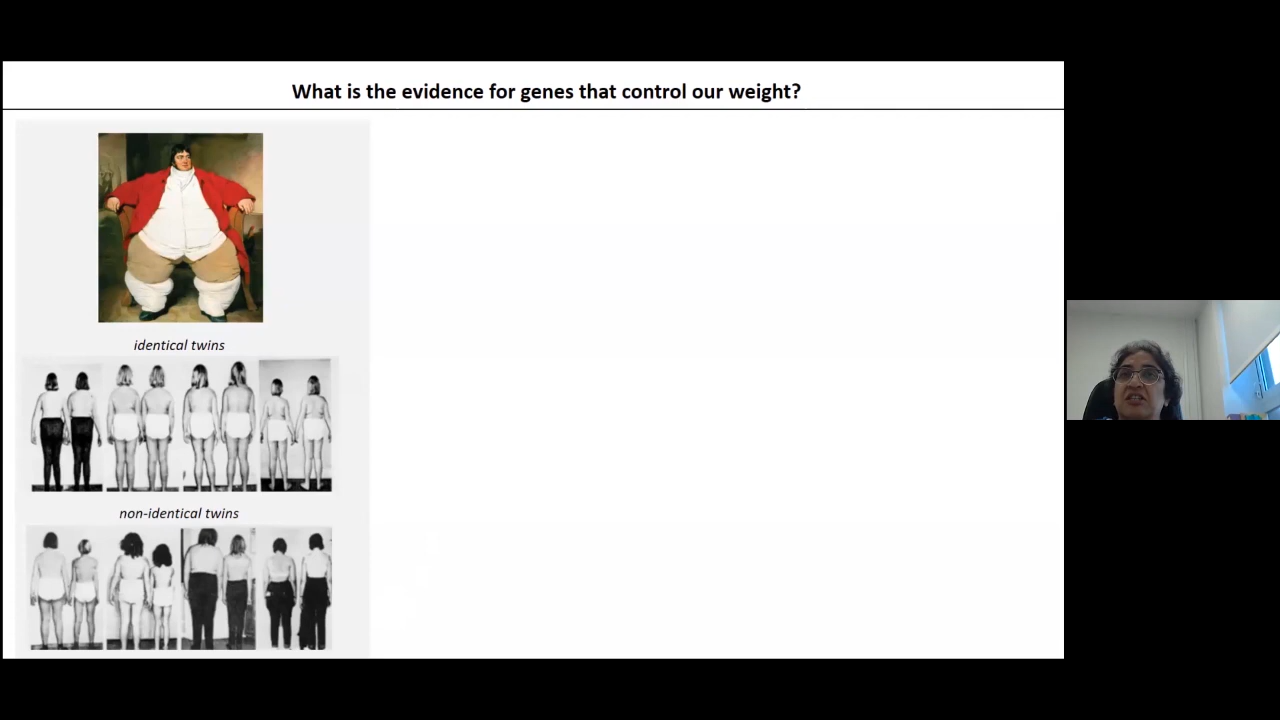 What is the evidence for genes that control our weight?
identical twins
non-identical twins